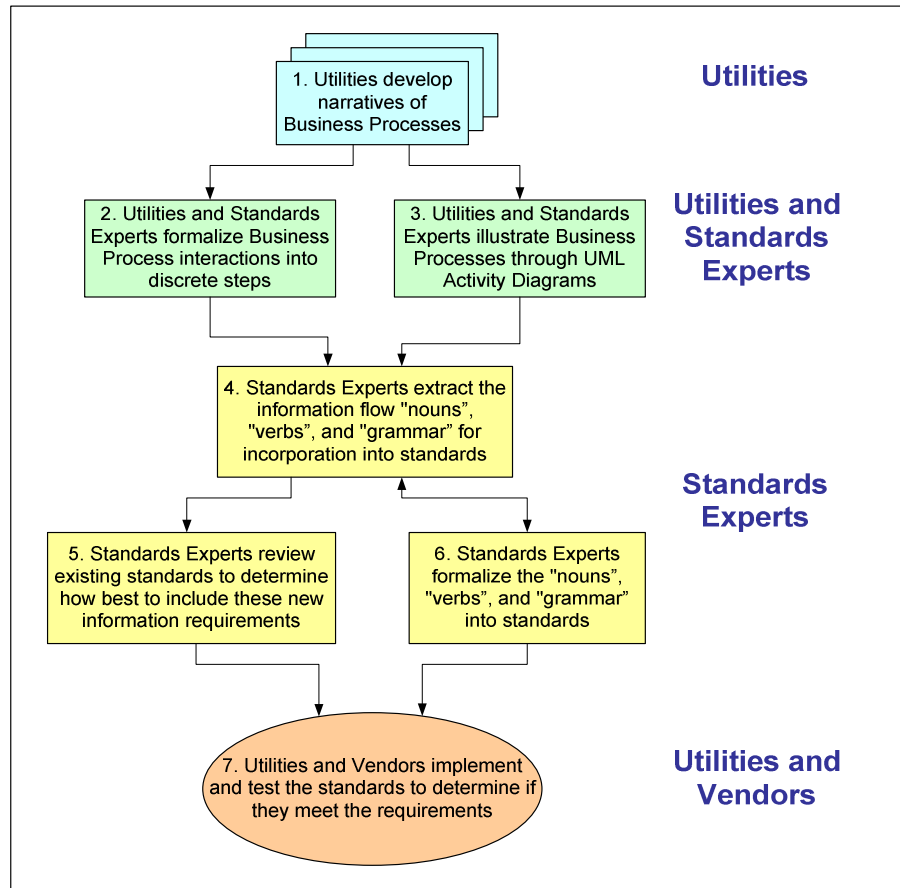 1. Utilities develop
narratives of
Business Processes
Utilities
2. Utilities and Standards
Experts formalize Business
Process interactions into
discrete steps
3. Utilities and Standards
Experts illustrate Business
Processes through UML
Activity Diagrams
Utilities and
Standards
Experts
4. Standards Experts extract the
information flow "nouns”,
"verbs”, and "grammar” for
incorporation into standards
Standards
Experts
5. Standards Experts review
existing standards to determine
how best to include these new
information requirements
6. Standards Experts
formalize the "nouns”,
"verbs”, and "grammar”
into standards
7. Utilities and Vendors implement
and test the standards to determine if
they meet the requirements
Utilities and
Vendors